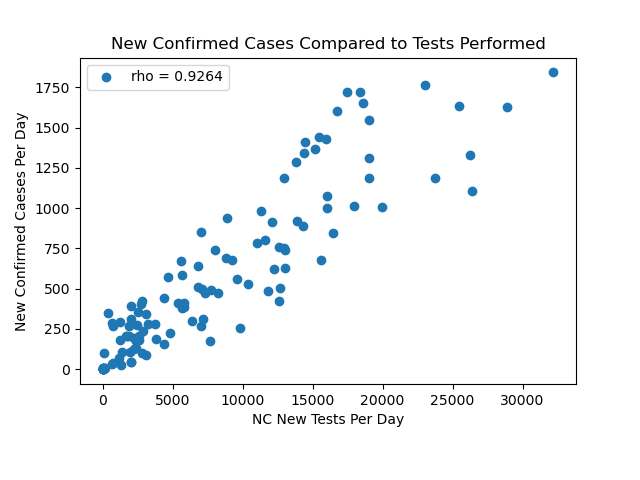 New Confirmed Cases Compared to Tests Performed
rho = 0.9264
1750
1500
1250
1000
750
500
250
0
New Confirmed Caeses Per Day
0 5000 10000 15000 20000 25000 30000
NC New Tests Per Day